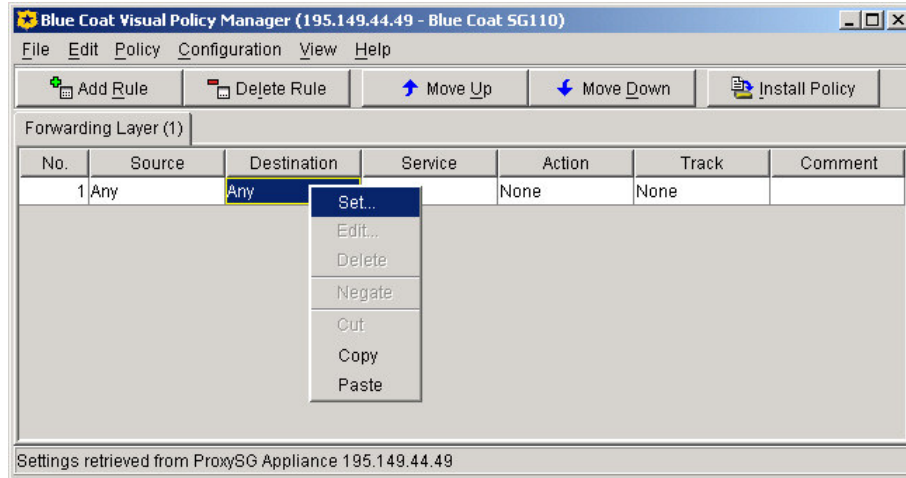 Blue Coat Visual Policy Manager (195.149.44.49 - Blue Coat SG110)
File Edit Policy Configuration View Help
Add Rule Delete Rule Move Up Move Down Install Policy
Forwarding Layer (1)
No. Source Destination Service Action Track Comment
1 Any Any None None
Set...
Edit...
Delete
Negate
Cut
Copy
Paste
Settings retrieved from ProxySG Appliance 195.149.44.49